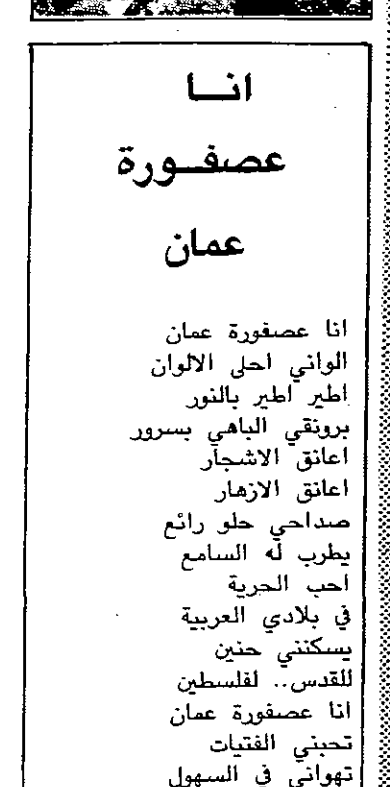 انا
عصفورة
عمان
انا عصفورة عمان
الواني احلى الالوان
اطير اطير بالنور
برونقي الباهي بسرور
اعانق الاشجار
اعانق الازهار
صداحي حلو رائع
يطرب له السامع
احب الحرية
في بلادي العربية
يسكنني حنين
للقدس.. لفلسطين
انا عصفورة عمان
تحبني الفتيات
تهواني في السهول